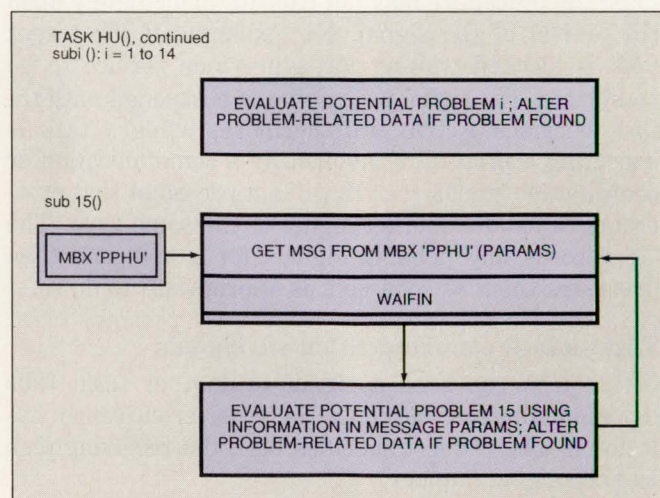 TASK HU(), continued
subi (): i = 1 to 14
EVALUATE POTENTIAL PROBLEM i ; ALTER
PROBLEM-RELATED DATA IF PROBLEM FOUND
sub 15()
MBX 'PPHU'
GET MSG FROM MBX 'PPHU' (PARAMS)
WAIFIN
EVALUATE POTENTIAL PROBLEM 15 USING
INFORMATION IN MESSAGE PARAMS; ALTER
PROBLEM-RELATED DATA IF PROBLEM FOUND